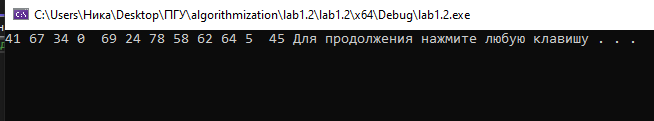 C:\Users\Ника\Desktop\ПГУ\algorithmization\lab1.2\lab1.2\x64\Debug\lab1.2.exe
41 67 34 0  69 24 78 58 62 64 5  45 Для продолжения нажмите любую клавишу . . .